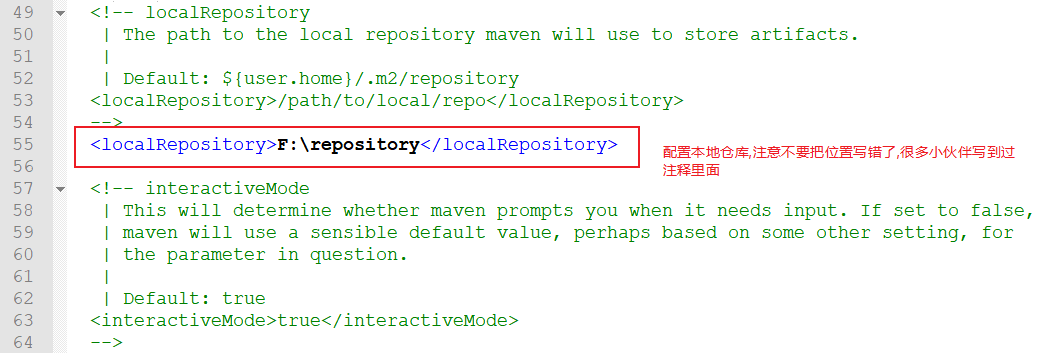 49 <!-- localRepository
50 | The path to the local repository maven will use to store artifacts.
51 |
52 | Default: ${user.home}/.m2/repository
53 <localRepository>/path/to/local/repo</localRepository>
54 -->
55 <localRepository>F:\repository</localRepository>
配置本地仓库,注意不要把位置写错了,很多小伙伴写到过
注释里面
56
57 <!-- interactiveMode
58 | This will determine whether maven prompts you when it needs input. If set to false,
59 | maven will use a sensible default value, perhaps based on some other setting, for
60 | the parameter in question.
61 |
62 | Default: true
63 <interactiveMode>true</interactiveMode>
64 -->